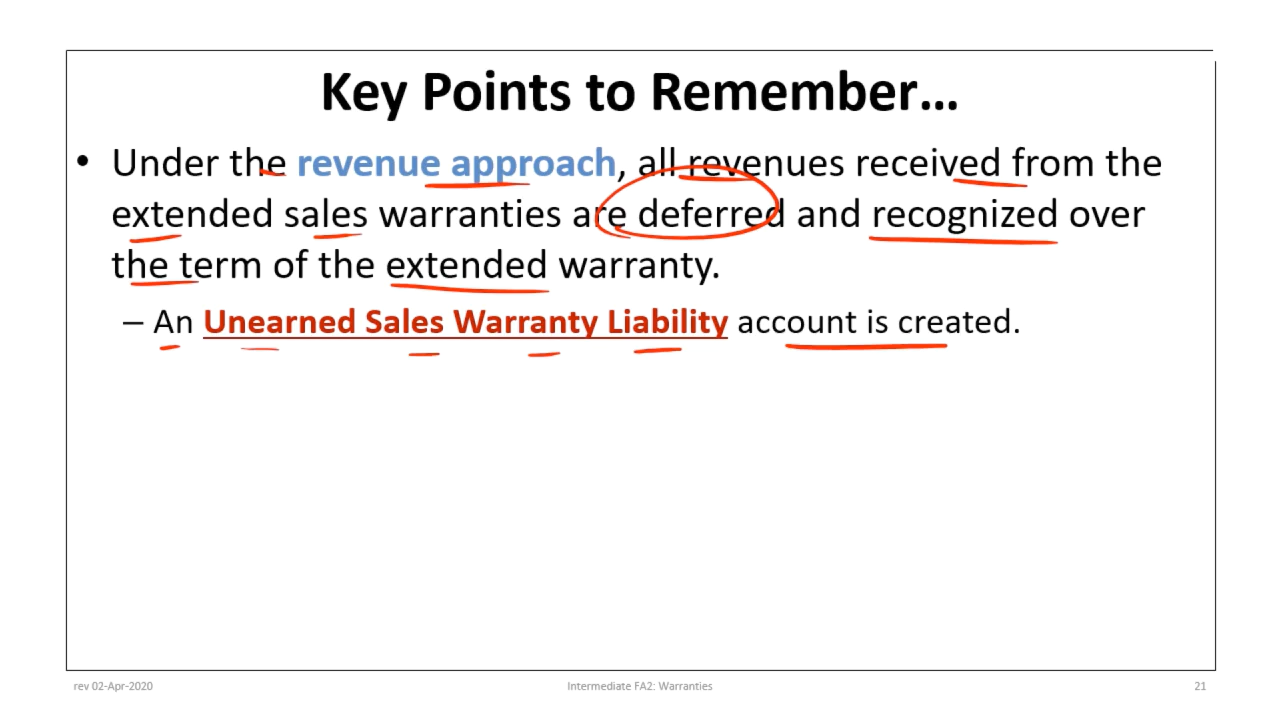 Key Points to Remember…
• Under the revenue approach, all revenues received from the
extended sales warranties are deferred and recognized over
the term of the extended warranty.
– An Unearned Sales Warranty Liability account is created.
rev 02-Apr-2020 Intermediate FA2: Warranties 21